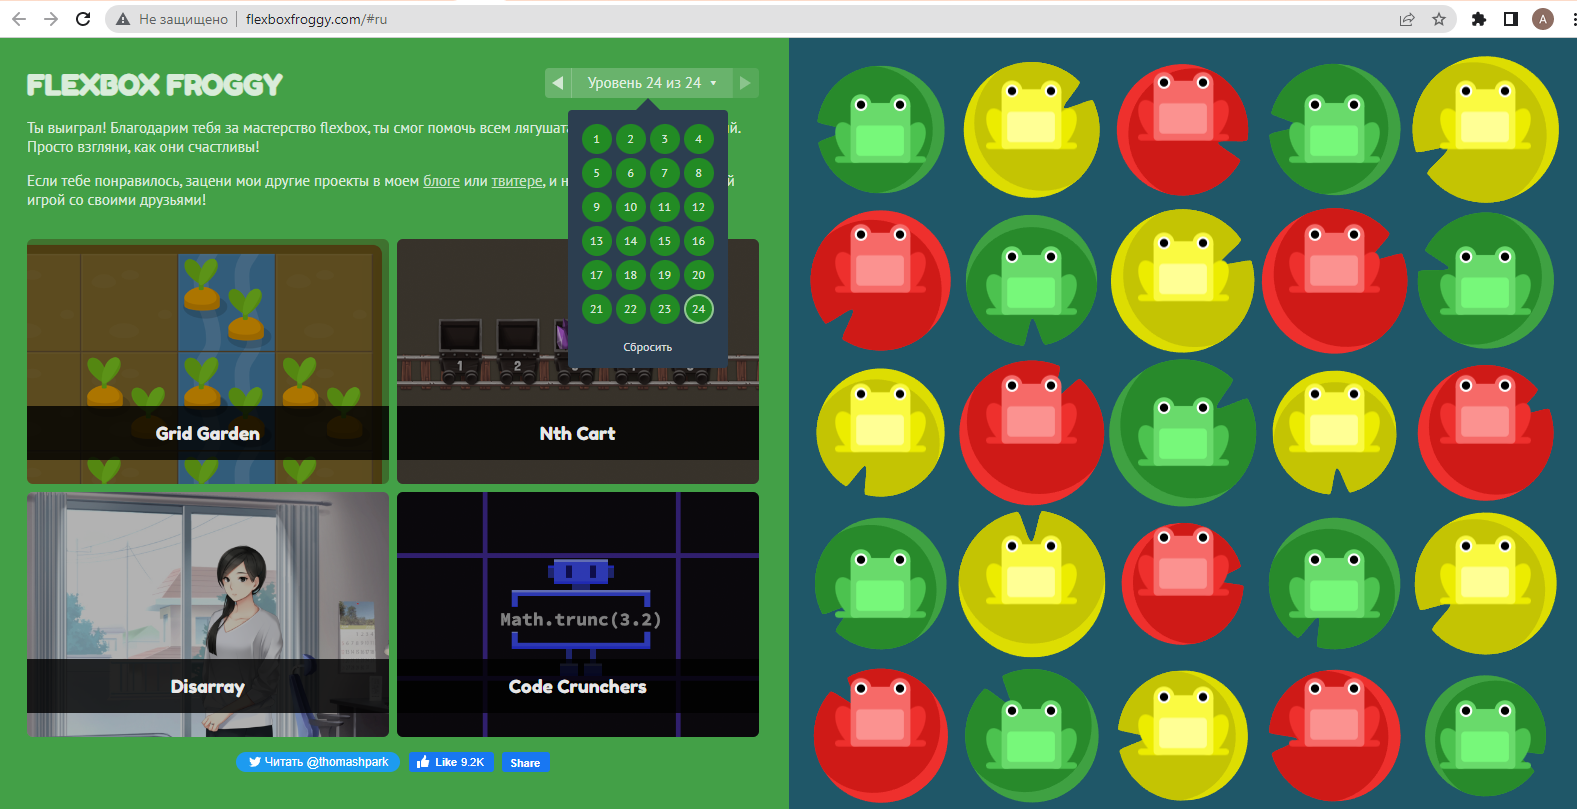 Не защищено
flexboxfroggy.com/#ru
A
FLEXBOX FROGGY
Уровень 24 из 24
Ты выиграл! Благодарим тебя за мастерство flexbox, ты смог помочь всем
Просто взгляни, как они счастливы!
Если тебе понравилось, зацени мои другие проекты в моем блоге или твитере, и
игрой со своими друзьями!
1 2 3 4
5 6 7 8
9 10 11 12
13 14 15 16
17 18 19 20
21 22 23 24
Сбросить
1 2
Grid Garden
Nth Cart
Math.trunc(3.2)
Disarray
Code Crunchers
Читать @thomashpark
Like 9.2K
Share